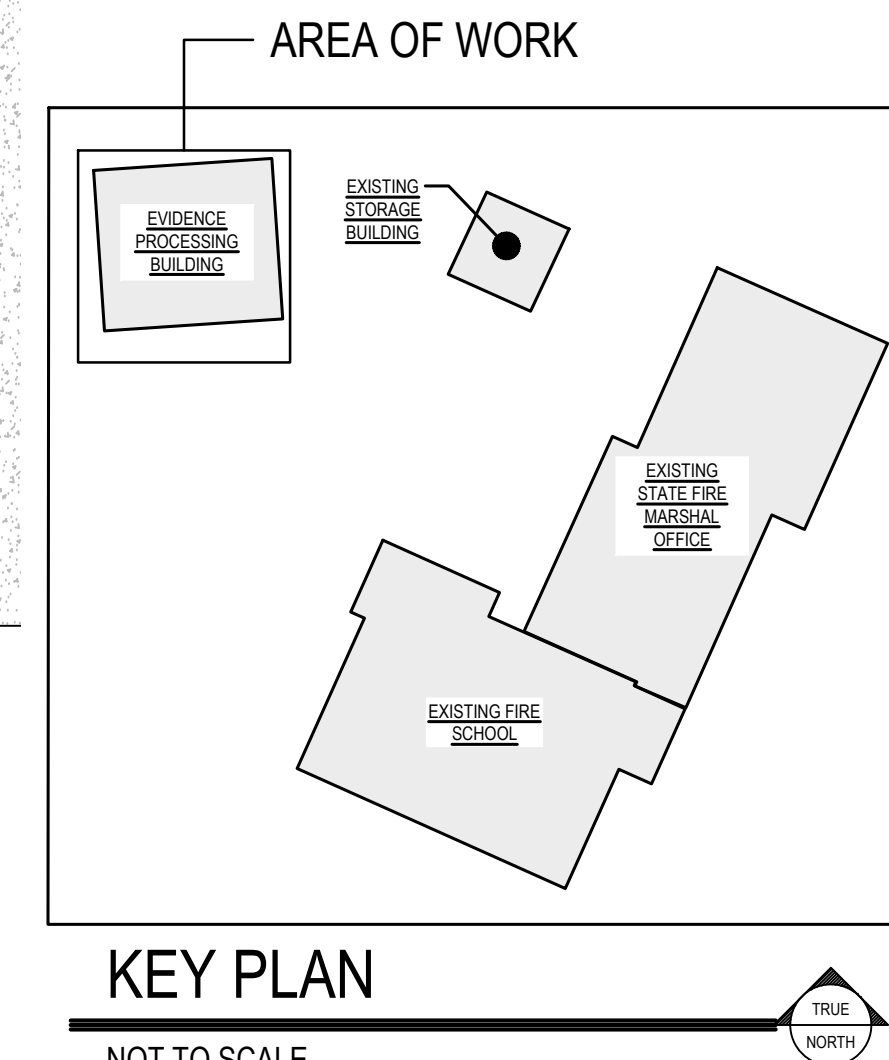 AREA OF WORK
EXISTING
STORAGE
BUILDING
EVIDENCE
PROCESSING
BUILDING
EXISTING
STATE FIRE
MARSHAL
OFFICE
EXISTING FIRE
SCHOOL
KEY PLAN
TRUE
NORTH
NOT TO SCALE